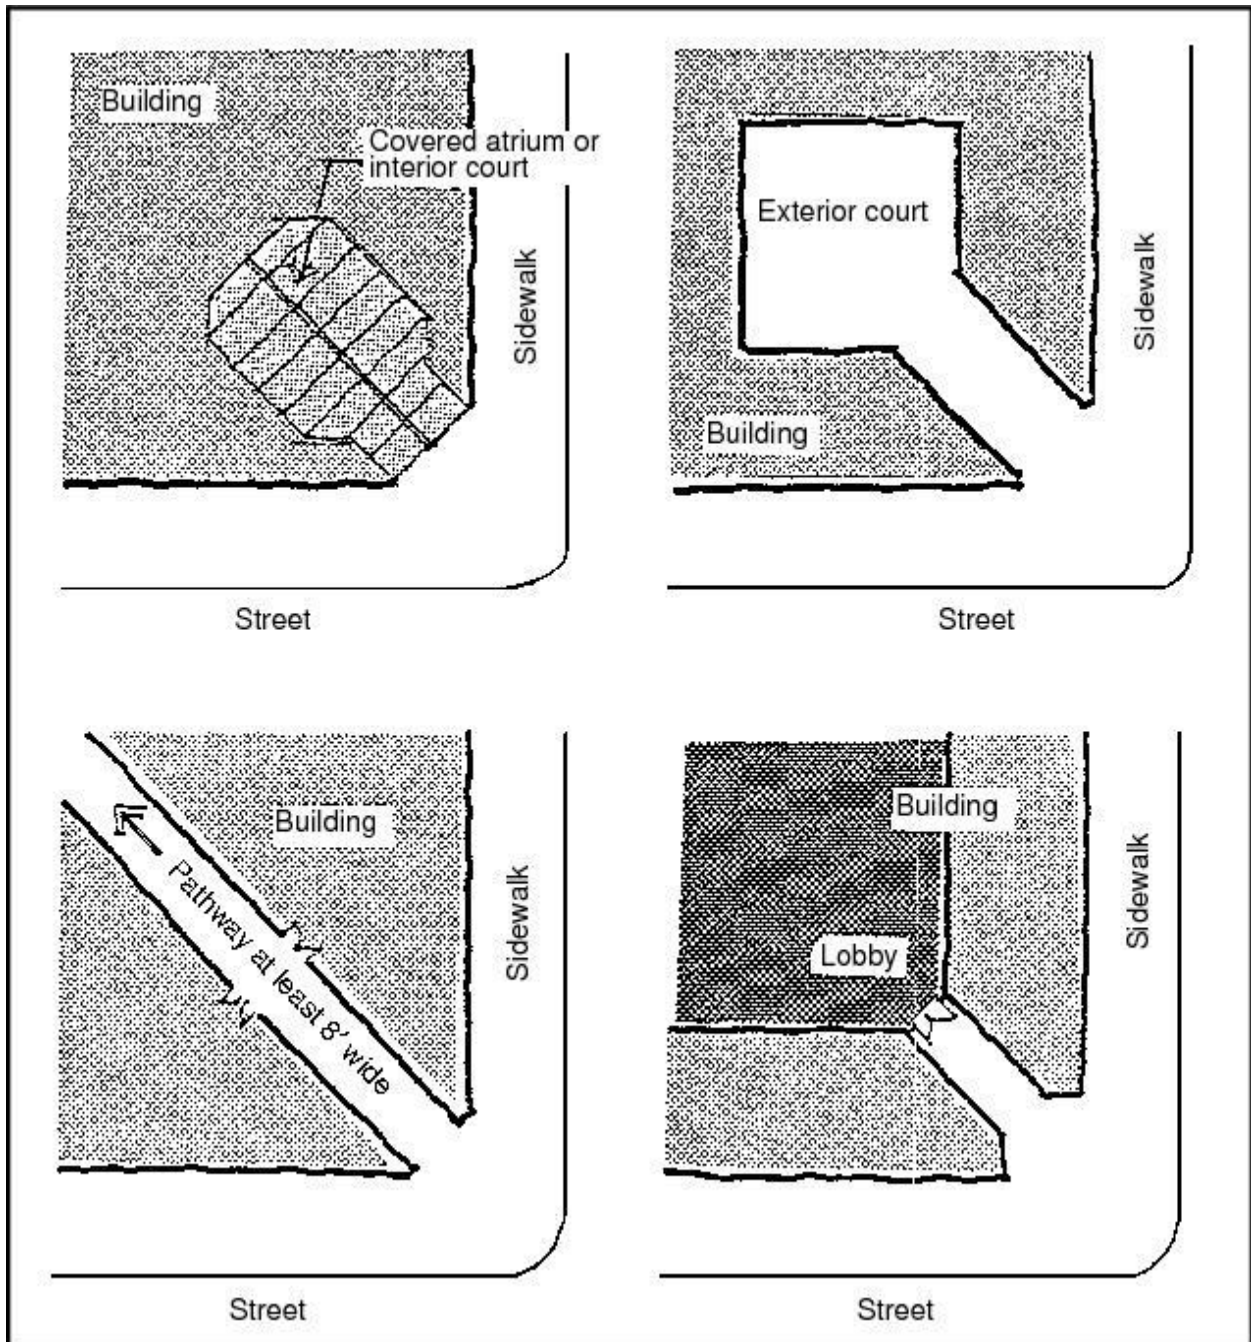 Building
Covered atrium or
interior court
Sidewalk
Street
Exterior court
Building
Sidewalk
Street
Building
Pathway at least 8' wide
Sidewalk
Street
Building
Lobby
Sidewalk
Street